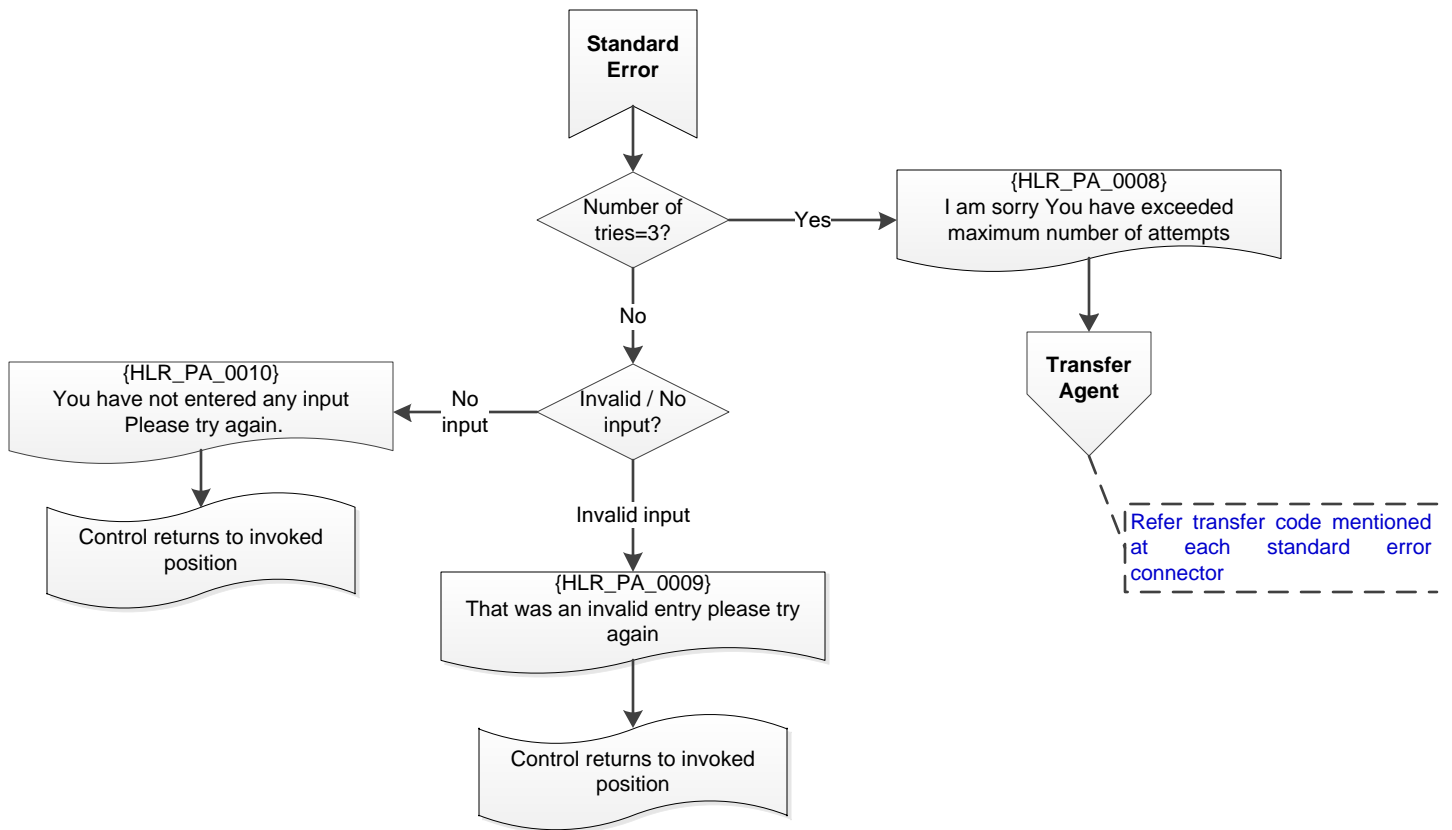 Standard
Error
Number of
tries=3?
Yes
{HLR_PA_0008}
I am sorry You have exceeded
maximum number of attempts
No
Transfer
Agent
{HLR_PA_0010}
You have not entered any input
Please try again.
No
input
Invalid / No
input?
Control returns to invoked
position
Invalid input
Refer transfer code mentioned
at each standard error
connector
{HLR_PA_0009}
That was an invalid entry please try
again
Control returns to invoked
position